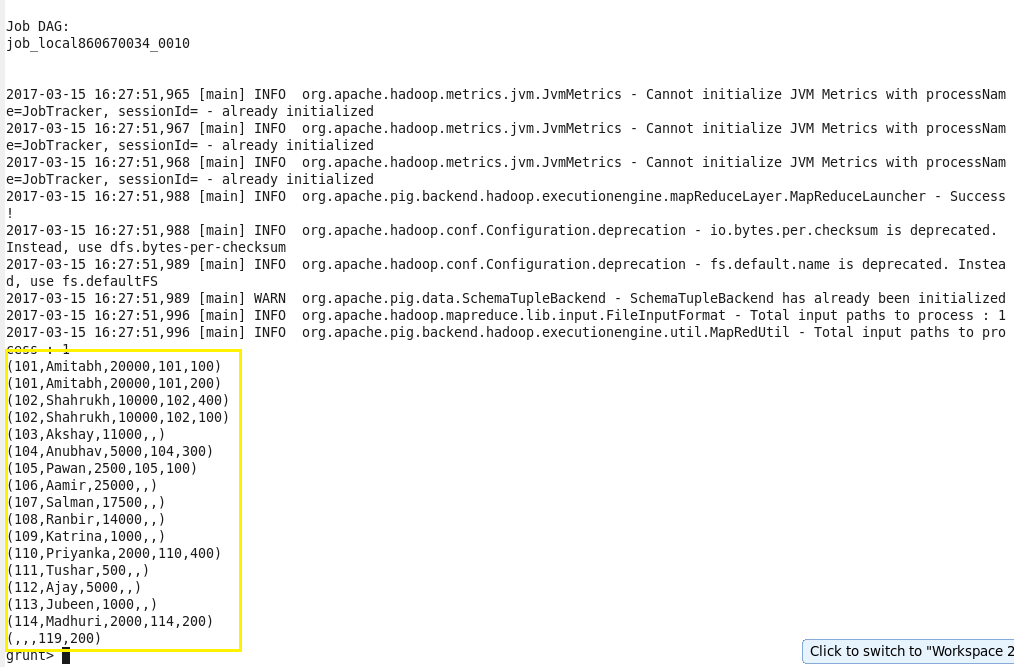 Job DAG:
job_local860670034_0010
2017-03-15 16:27:51,965 [main] INFO  org.apache.hadoop.metrics.jvm.JvmMetrics - Cannot initialize JVM Metrics with processNam
e=JobTracker, sessionId= - already initialized
2017-03-15 16:27:51,967 [main] INFO  org.apache.hadoop.metrics.jvm.JvmMetrics - Cannot initialize JVM Metrics with processNam
e=JobTracker, sessionId= - already initialized
2017-03-15 16:27:51,968 [main] INFO  org.apache.hadoop.metrics.jvm.JvmMetrics - Cannot initialize JVM Metrics with processNam
e=JobTracker, sessionId= - already initialized
2017-03-15 16:27:51,988 [main] INFO  org.apache.pig.backend.hadoop.executionengine.mapReduceLayer.MapReduceLauncher - Success
!
2017-03-15 16:27:51,988 [main] INFO  org.apache.hadoop.conf.Configuration.deprecation - io.bytes.per.checksum is deprecated.
Instead, use dfs.bytes-per-checksum
2017-03-15 16:27:51,989 [main] INFO  org.apache.hadoop.conf.Configuration.deprecation - fs.default.name is deprecated. Instea
d, use fs.defaultFS
2017-03-15 16:27:51,989 [main] WARN  org.apache.pig.data.SchemaTupleBackend - SchemaTupleBackend has already been initialized
2017-03-15 16:27:51,996 [main] INFO  org.apache.hadoop.mapreduce.lib.input.FileInputFormat - Total input paths to process : 1
2017-03-15 16:27:51,996 [main] INFO  org.apache.pig.backend.hadoop.executionengine.util.MapRedUtil - Total input paths to pro
cess : 1
(101,Amitabh,20000,101,100)
(101,Amitabh,20000,101,200)
(102,Shahrukh,10000,102,400)
(102,Shahrukh,10000,102,100)
(103,Akshay,11000,,)
(104,Anubhav,5000,104,300)
(105,Pawan,2500,105,100)
(106,Aamir,25000,,)
(107,Salman,17500,,)
(108,Ranbir,14000,,)
(109,Katrina,1000,,)
(110,Priyanka,2000,110,400)
(111,Tushar,500,,)
(112,Ajay,5000,,)
(113,Jubeen,1000,,)
(114,Madhuri,2000,114,200)
(,,,119,200)
grunt>
Click to switch to "Workspace 2